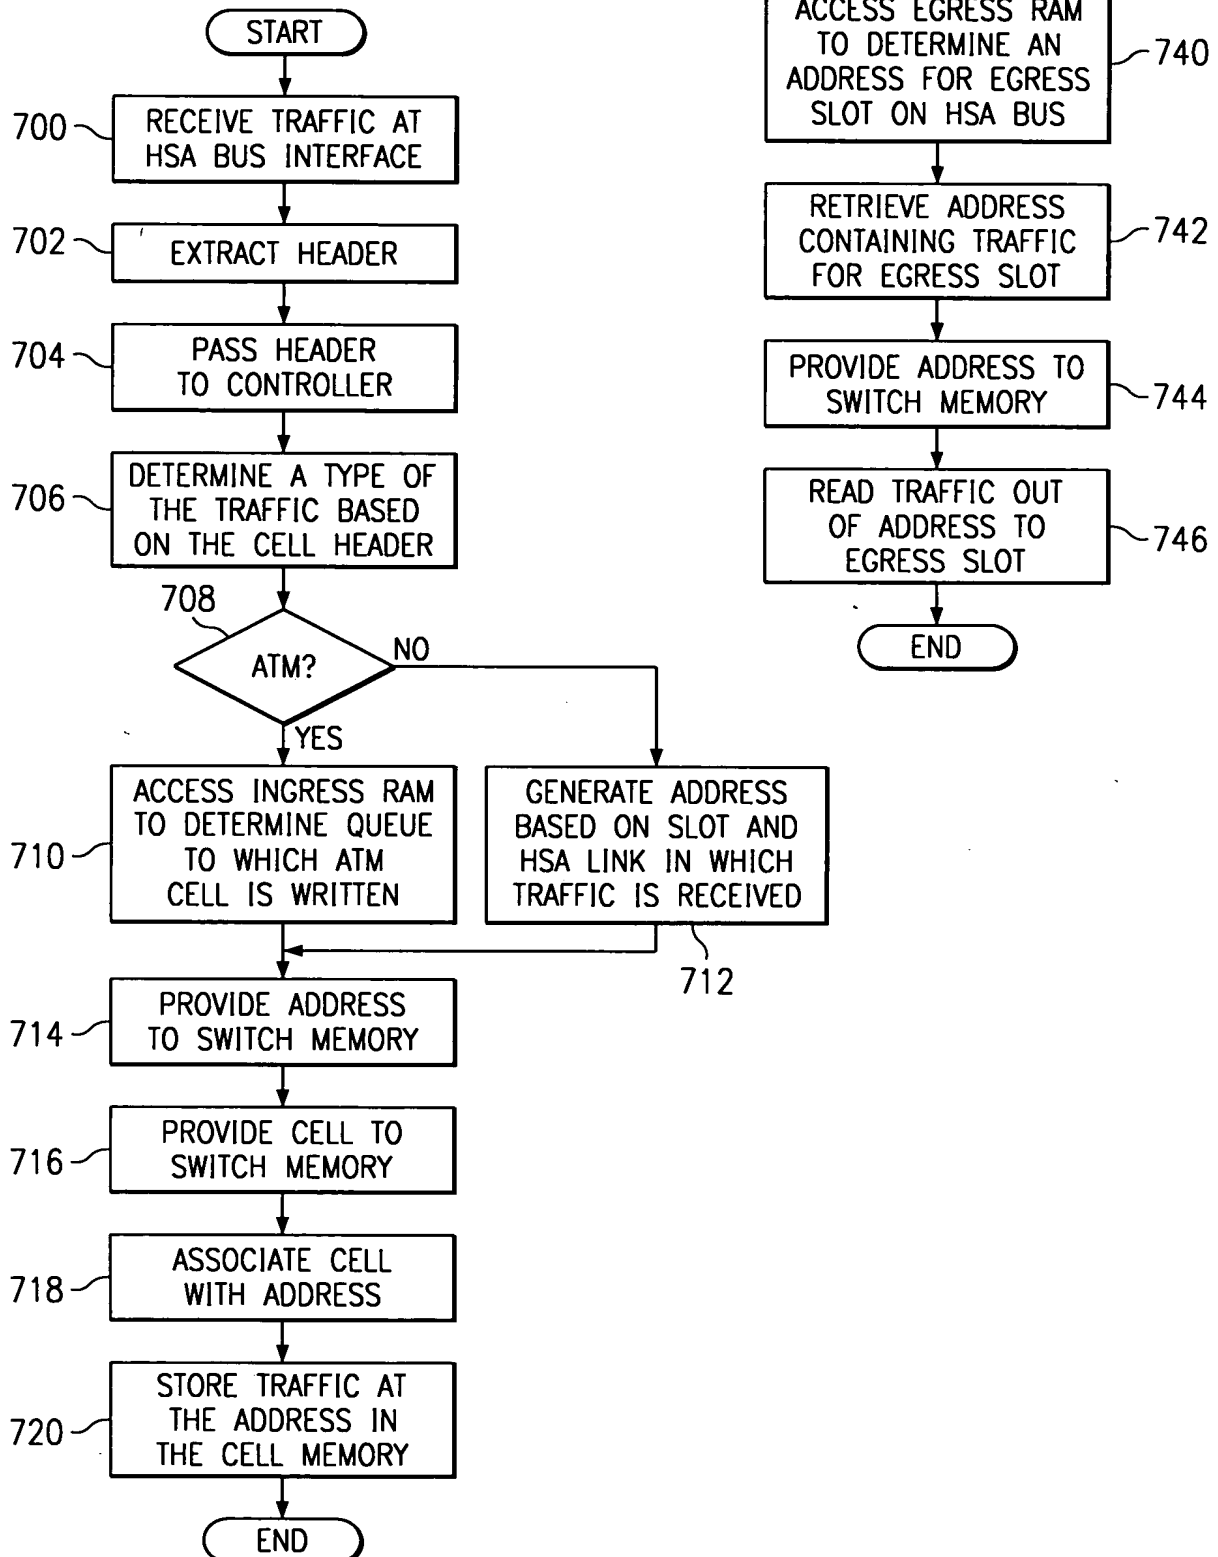 START
700
RECEIVE TRAFFIC AT
HSA BUS INTERFACE
702
EXTRACT HEADER
704
PASS HEADER
TO CONTROLLER
706
DETERMINE A TYPE OF
THE TRAFFIC BASED
ON THE CELL HEADER
708
ATM?
NO
YES
710
ACCESS INGRESS RAM
TO DETERMINE QUEUE
TO WHICH ATM
CELL IS WRITTEN
GENERATE ADDRESS
BASED ON SLOT AND
HSA LINK IN WHICH
TRAFFIC IS RECEIVED
712
714
PROVIDE ADDRESS
TO SWITCH MEMORY
716
PROVIDE CELL TO
SWITCH MEMORY
718
ASSOCIATE CELL
WITH ADDRESS
720
STORE TRAFFIC AT
THE ADDRESS IN
THE CELL MEMORY
END
ACCESS EGRESS RAM
TO DETERMINE AN
ADDRESS FOR EGRESS
SLOT ON HSA BUS
740
RETRIEVE ADDRESS
CONTAINING TRAFFIC
FOR EGRESS SLOT
742
PROVIDE ADDRESS TO
SWITCH MEMORY
744
READ TRAFFIC OUT
OF ADDRESS TO
EGRESS SLOT
746
END